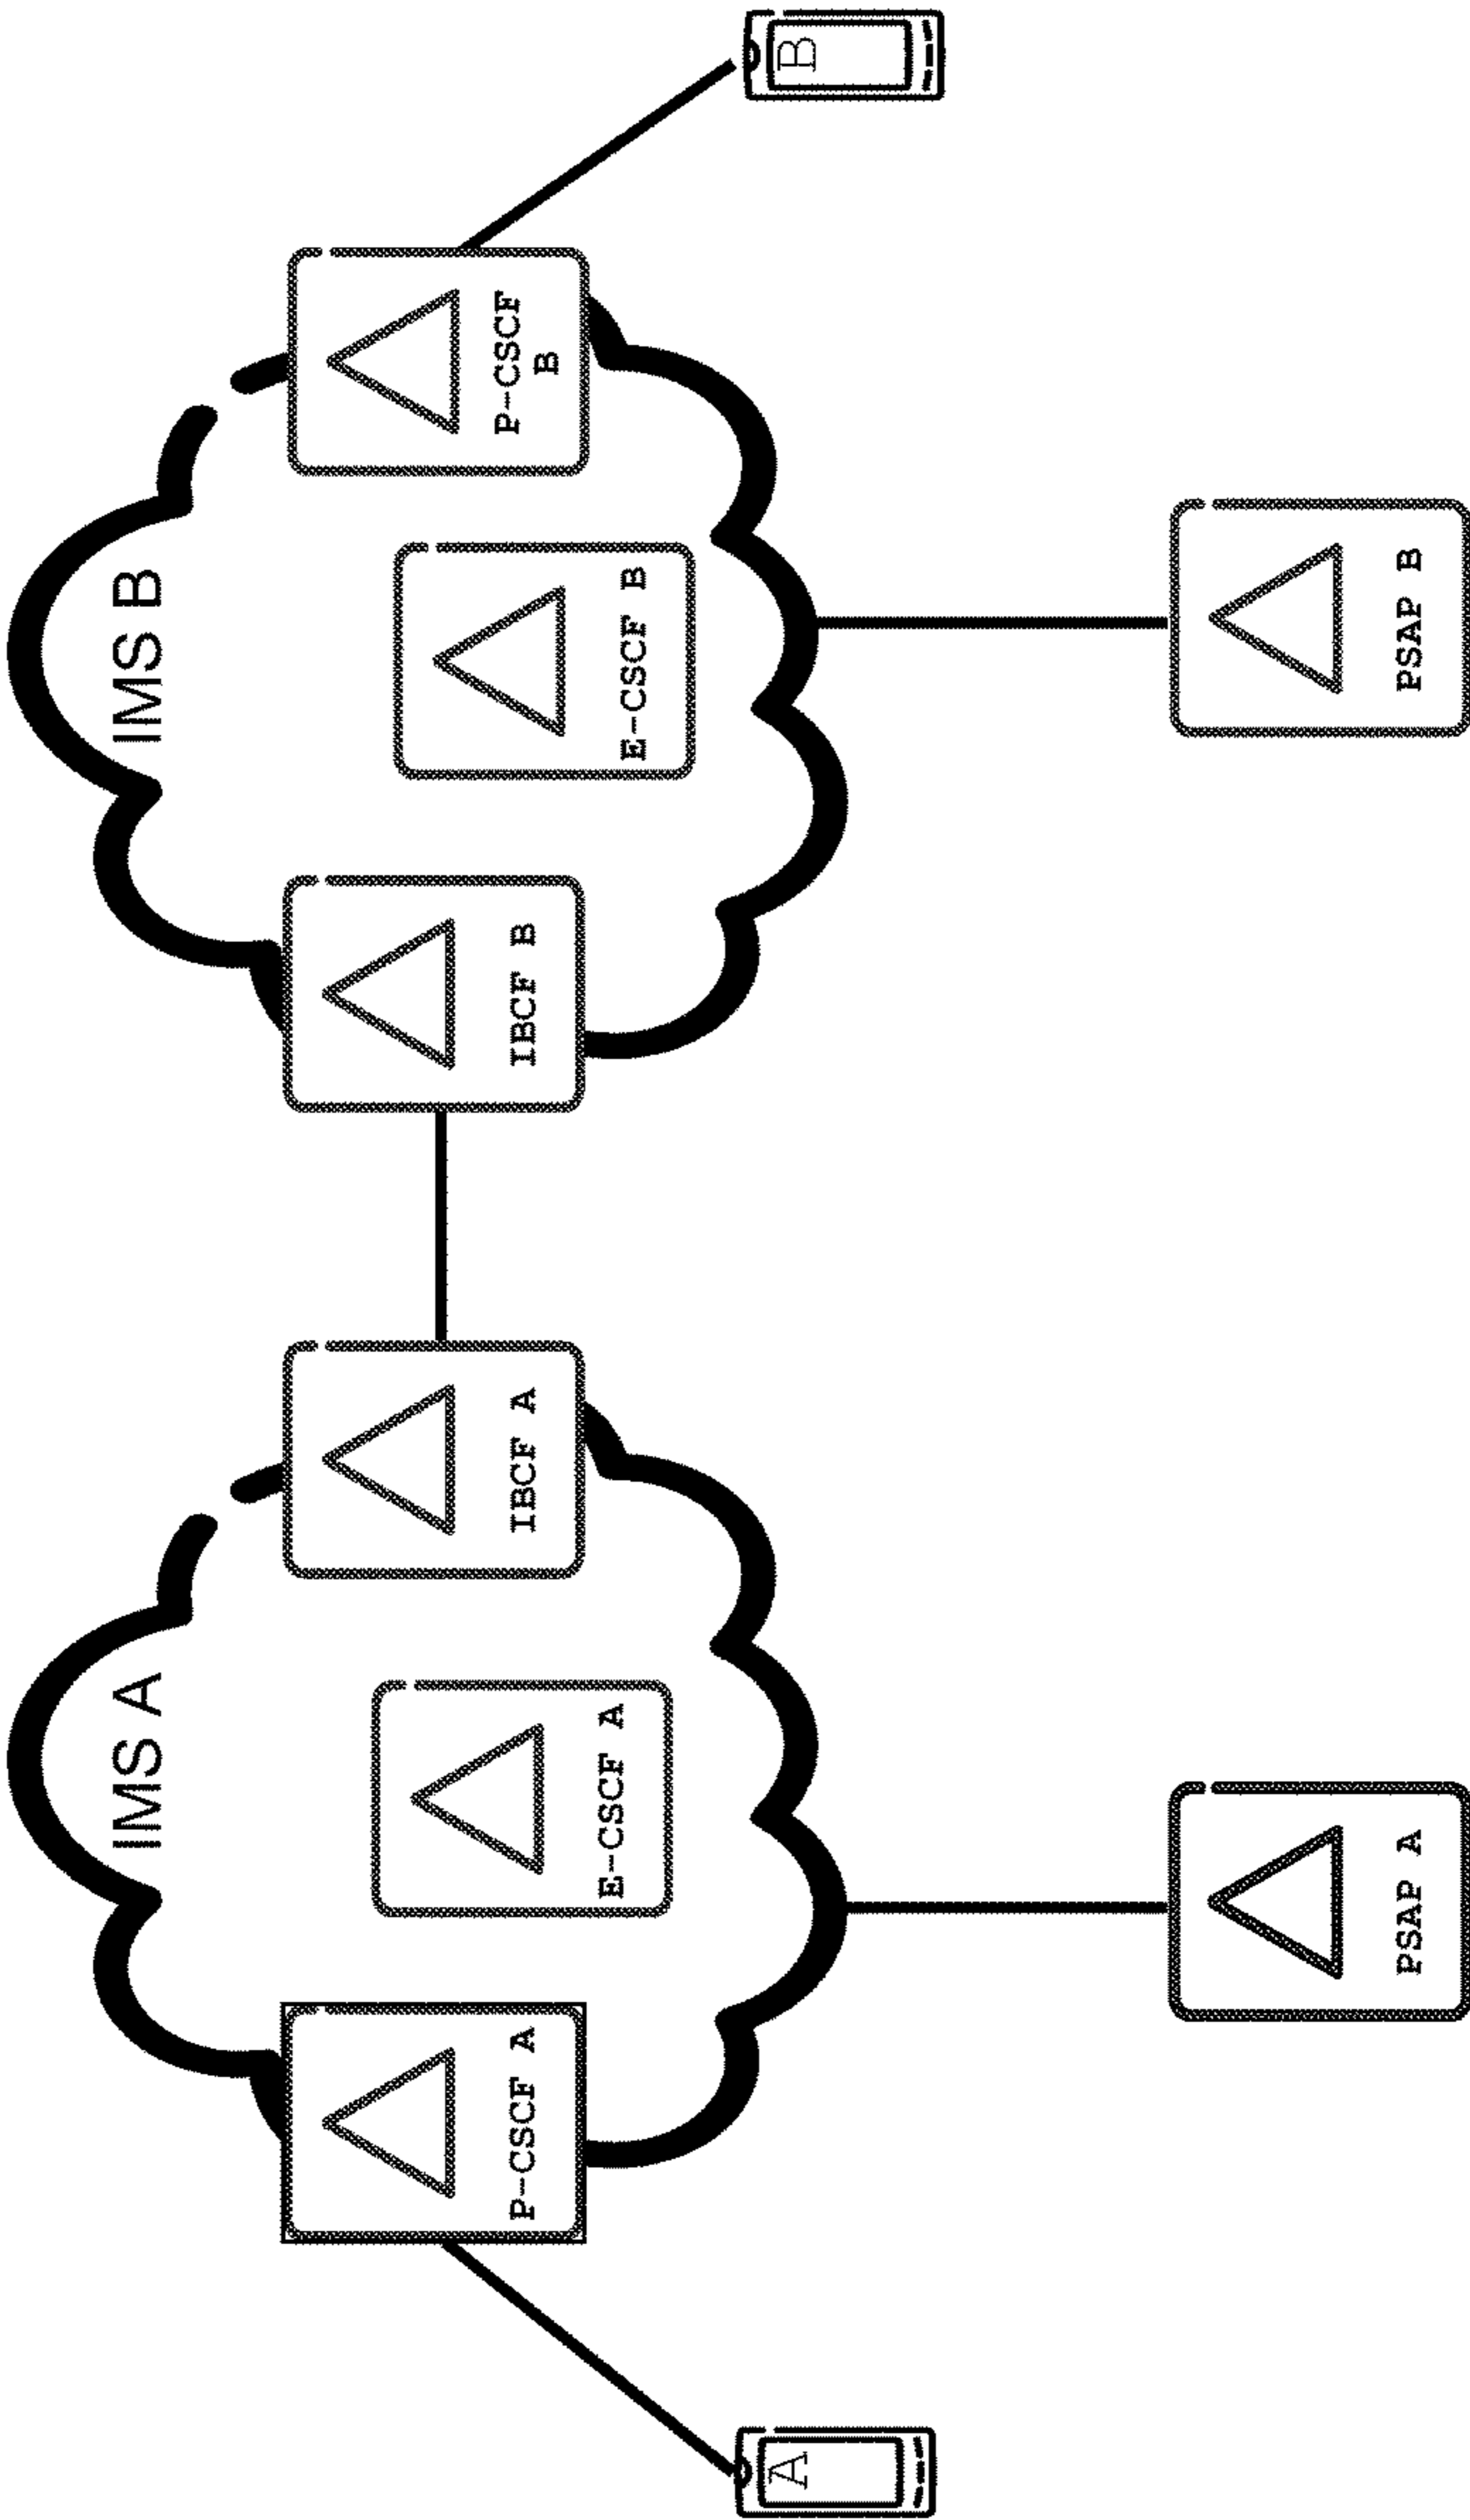 IMS A
IMS B
P-CSCF A
E-CSCF A
IBCF A
IBCF B
E-CSCF B
P-CSCF
B
A
B
PSAP A
PSAP B